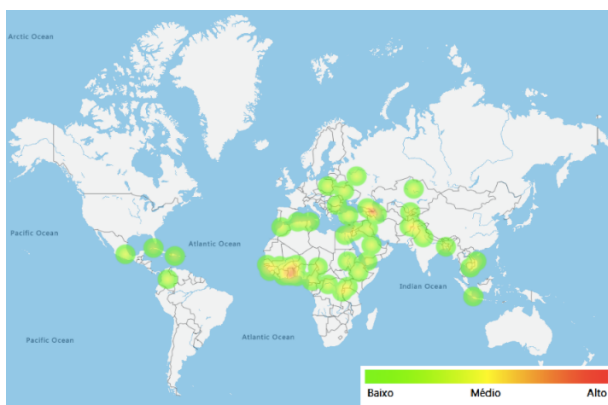 Arctic Ocean
Pacific Ocean
Atlantic Ocean
Indian Ocean
Pacific Ocean
Atlantic Ocean
Baixo Médio Alto